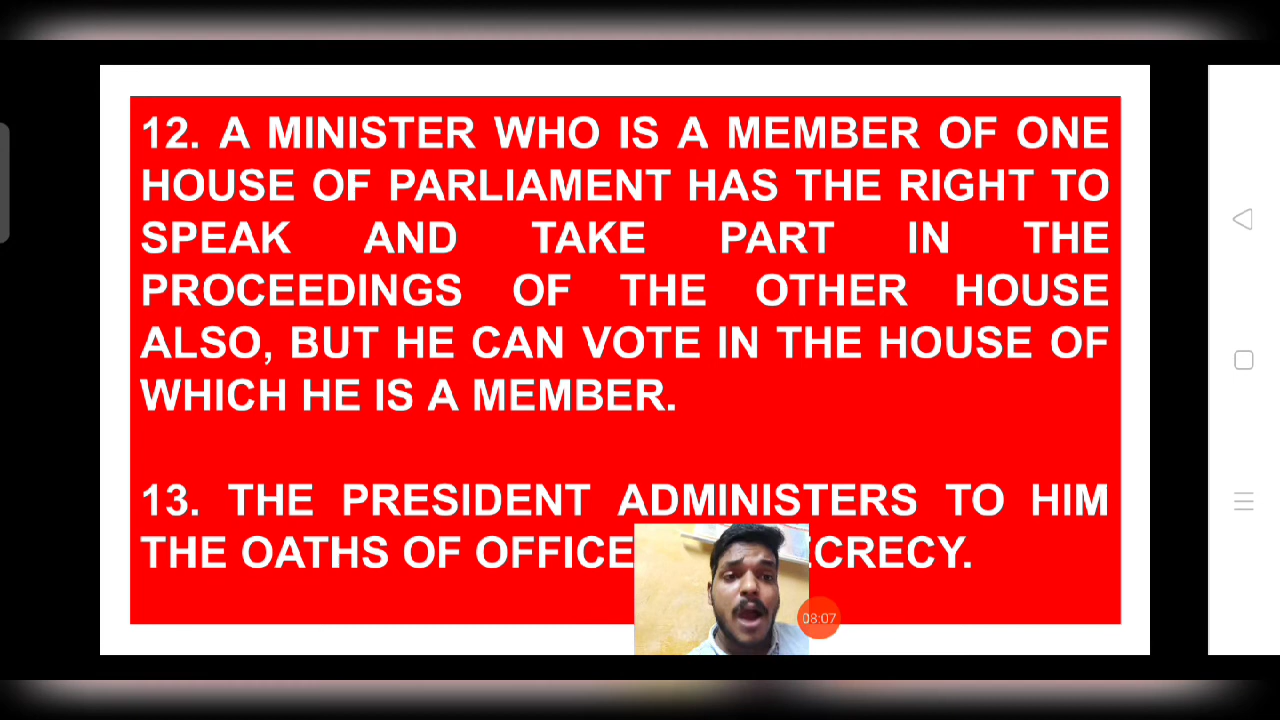 12. A MINISTER WHO IS A MEMBER OF ONE
HOUSE OF PARLIAMENT HAS THE RIGHT TO
SPEAK AND TAKE PART IN THE
PROCEEDINGS OF THE OTHER HOUSE
ALSO, BUT HE CAN VOTE IN THE HOUSE OF
WHICH HE IS A MEMBER.
13. THE PRESIDENT ADMINISTERS TO HIM
THE OATHS OF OFFICE ECRECY.
08:07